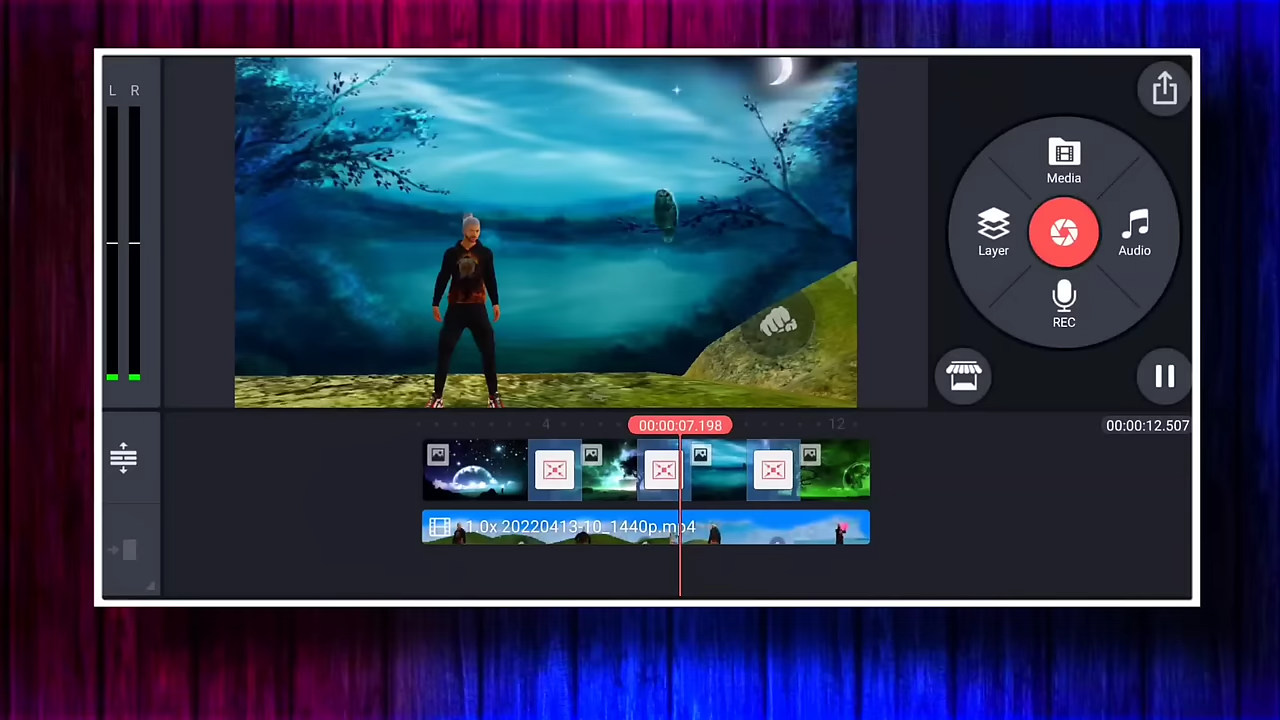 L R
Media
Layer
Audio
REC
4
00:00:07.198
12
00:00:12.507
1.0x 20220413-10_1440p.mp4